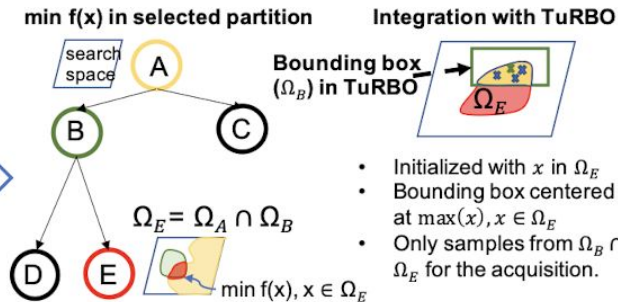 min f(x) in selected partition
search
space
A
B
C
D
E
Ω_E = Ω_A ∩ Ω_B
min f(x), x ∈ Ω_E
Integration with TuRBO
Bounding box
(Ω_B) in TuRBO
Ω_E
• Initialized with x in Ω_E
• Bounding box centered
at max(x), x ∈ Ω_E
• Only samples from Ω_B ∩
Ω_E for the acquisition.